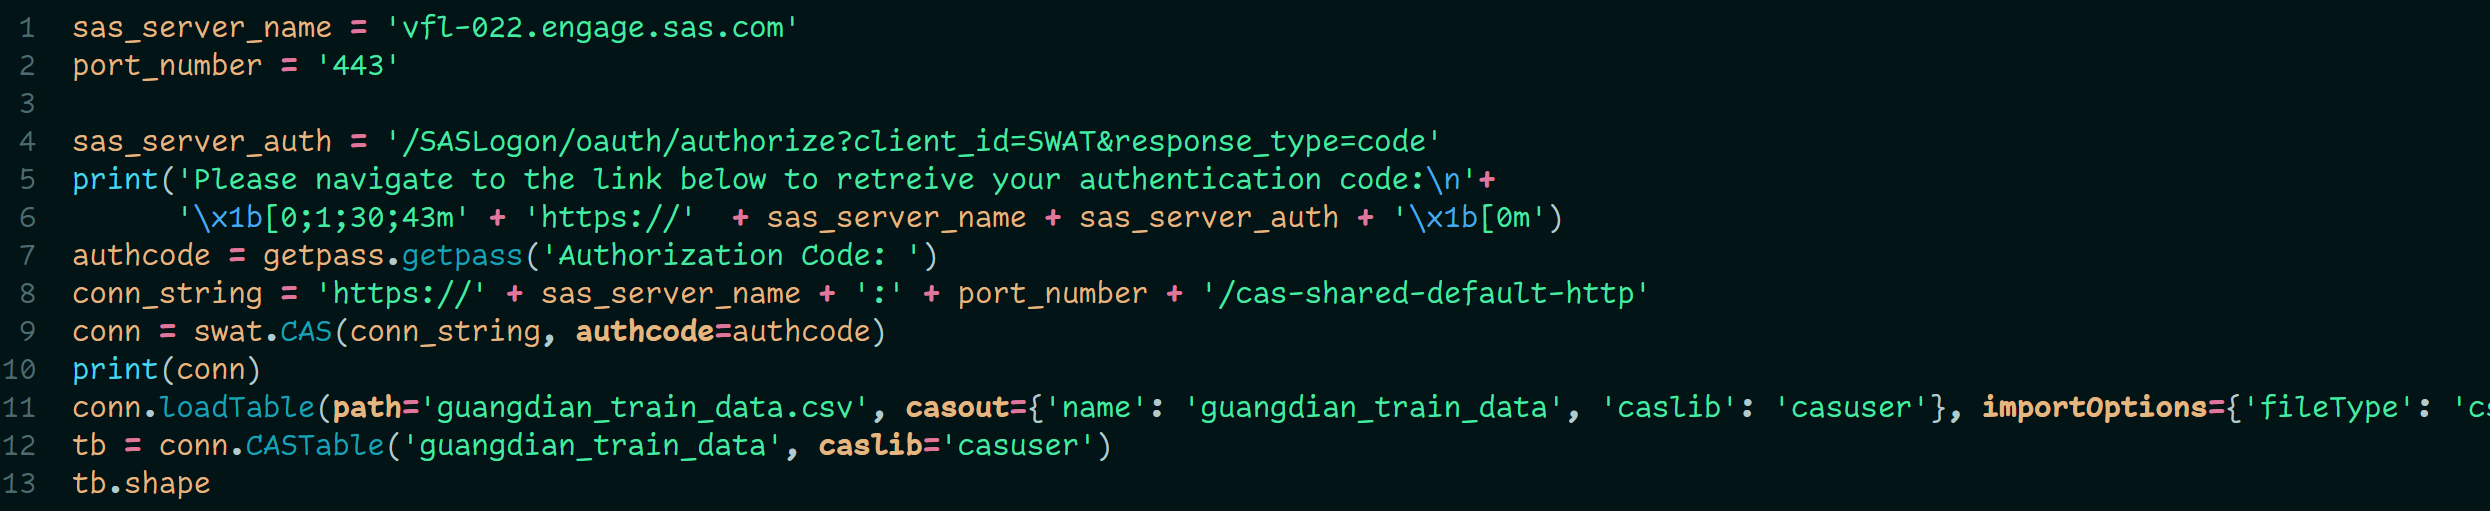 1 sas_server_name = 'vfl-022.engage.sas.com'
2 port_number = '443'
3
4 sas_server_auth = '/SASLogon/oauth/authorize?client_id=SWAT&response_type=code'
5 print('Please navigate to the link below to retreive your authentication code:\n'+
6       '\x1b[0;1;30;43m' + 'https://'  + sas_server_name + sas_server_auth + '\x1b[0m')
7 authcode = getpass.getpass('Authorization Code: ')
8 conn_string = 'https://' + sas_server_name + ':' + port_number + '/cas-shared-default-http'
9 conn = swat.CAS(conn_string, authcode=authcode)
10 print(conn)
11 conn.loadTable(path='guangdian_train_data.csv', casout={'name': 'guangdian_train_data', 'caslib': 'casuser'}, importOptions={'fileType': 'cs
12 tb = conn.CASTable('guangdian_train_data', caslib='casuser')
13 tb.shape